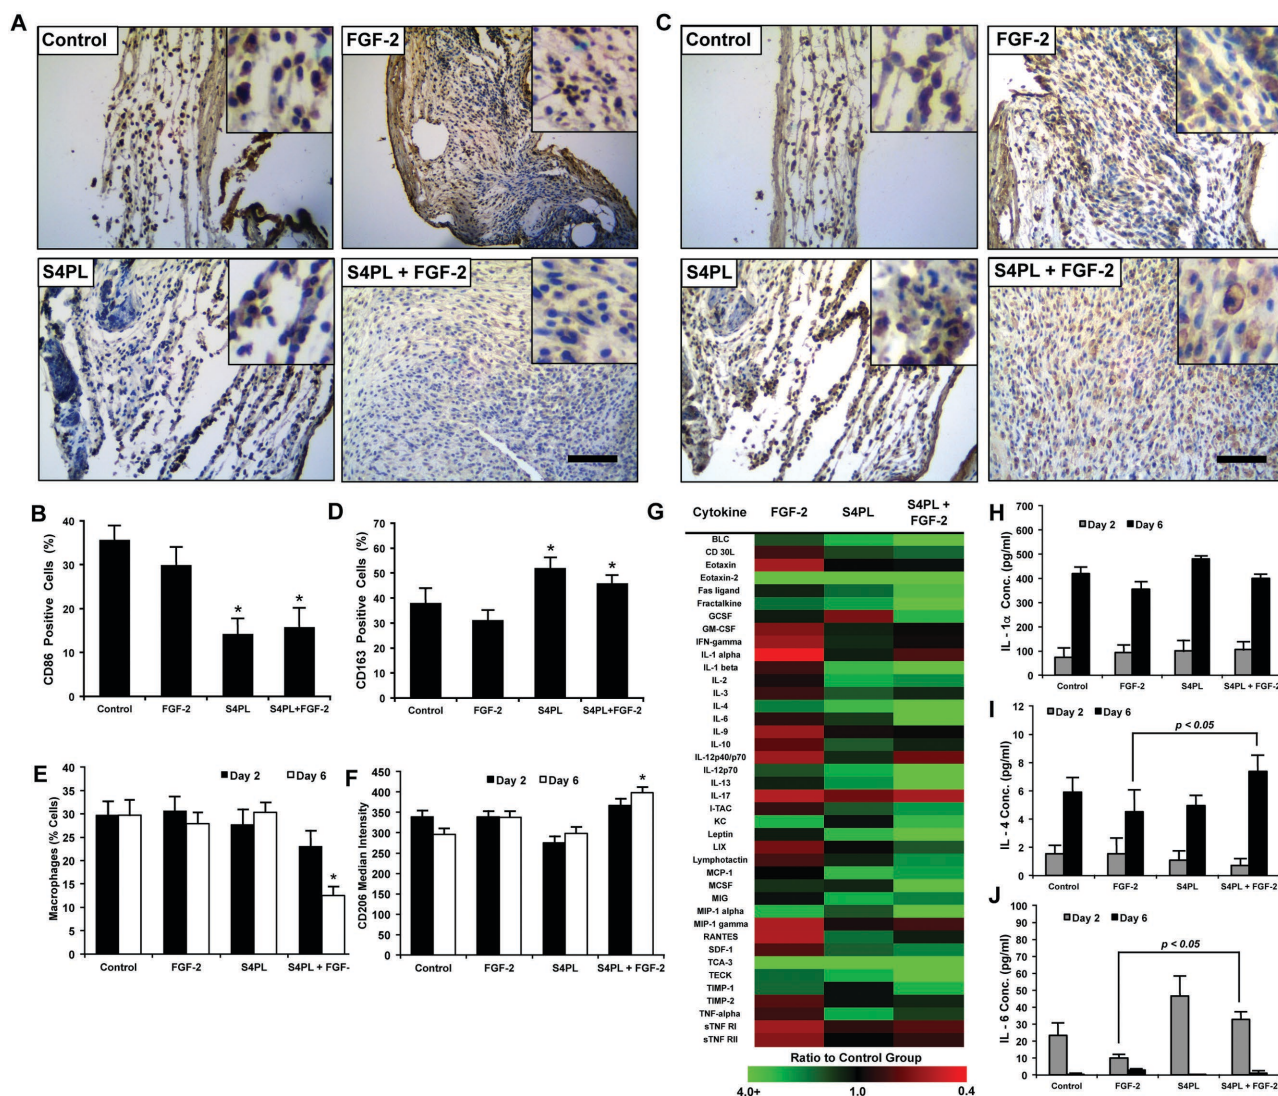 A
Control
FGF-2
S4PL
S4PL + FGF-2
C
Control
FGF-2
S4PL
S4PL + FGF-2
B
CD86 Positive Cells (%)
40
30
20
10
0
Control FGF-2 S4PL S4PL+FGF-2
* *
D
CD163 Positive Cells (%)
70
60
50
40
30
20
10
0
Control FGF-2 S4PL S4PL+FGF-2
* *
E
Macrophages (% Cells)
Day 2 Day 6
40
35
30
25
20
15
10
5
0
Control FGF-2 S4PL S4PL + FGF-
*
F
CD206 Median Intensity
Day 2 Day 6
450
400
350
300
250
200
150
100
50
0
Control FGF-2 S4PL S4PL + FGF-2
*
G
Cytokine FGF-2 S4PL S4PL + FGF-2
BLC
CD 30L
Eotaxin
Eotaxin-2
Fas ligand
Fractalkine
GCSF
GM-CSF
IFN-gamma
IL-1 alpha
IL-1 beta
IL-2
IL-3
IL-4
IL-6
IL-9
IL-10
IL-12p40/p70
IL-12p70
IL-13
IL-17
I-TAC
KC
Leptin
LIX
Lymphotactin
MCP-1
MCSF
MIG
MIP-1 alpha
MIP-1 gamma
RANTES
SDF-1
TCA-3
TECK
TIMP-1
TIMP-2
TNF-alpha
sTNF RI
sTNF RII
Ratio to Control Group
4.0+ 1.0 0.4
H
IL - 1α Conc. (pg/ml)
Day 2 Day 6
700
600
500
400
300
200
100
0
Control FGF-2 S4PL S4PL + FGF-2
I
IL - 4 Conc. (pg/ml)
Day 2 Day 6
p < 0.05
12
10
8
6
4
2
0
Control FGF-2 S4PL S4PL + FGF-2
J
IL - 6 Conc. (pg/ml)
Day 2 Day 6
p < 0.05
100
90
80
70
60
50
40
30
20
10
0
Control FGF-2 S4PL S4PL + FGF-2